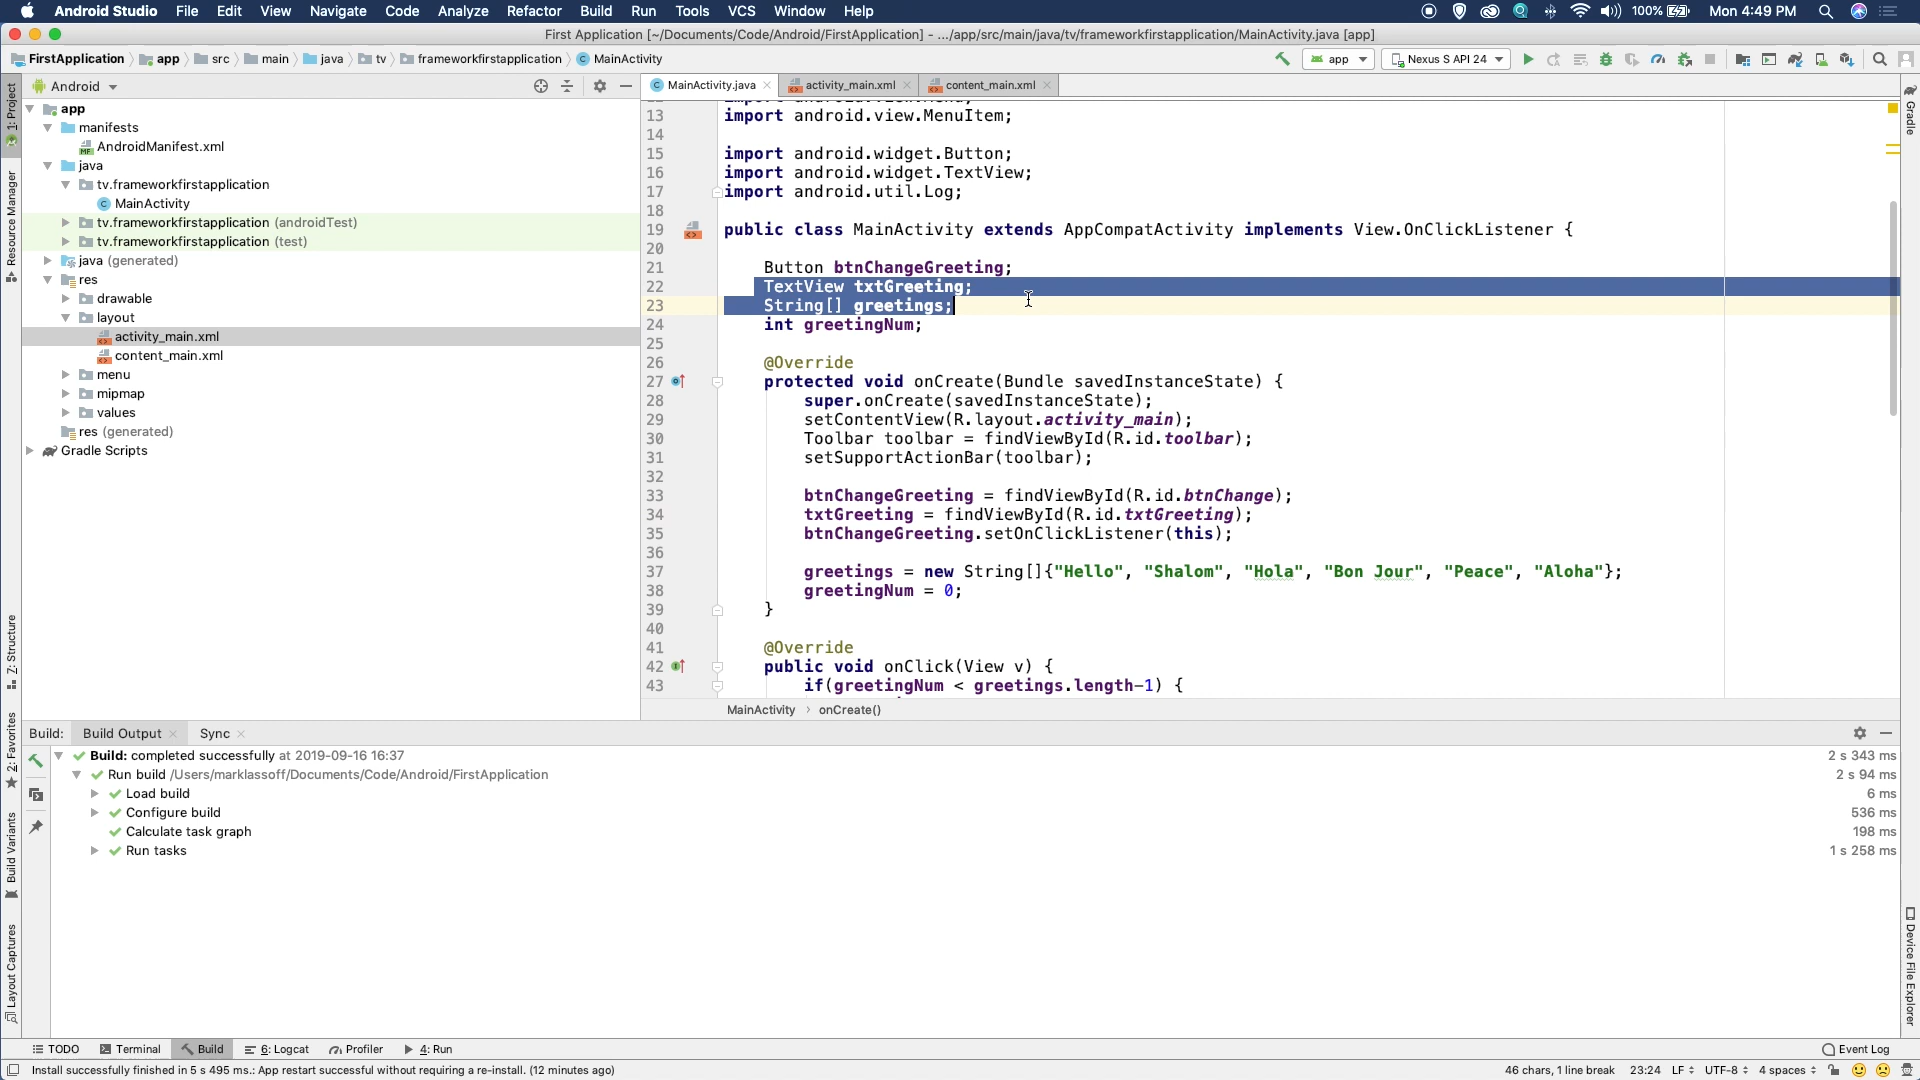 Android Studio File Edit View Navigate Code Analyze Refactor Build Run Tools VCS Window Help 100% Mon 4:49 PM
First Application [~/Documents/Code/Android/FirstApplication] - .../app/src/main/java/tv/frameworkfirstapplication/MainActivity.java [app]
FirstApplication app src main java tv frameworkfirstapplication MainActivity app Nexus S API 24
Android MainActivity.java activity_main.xml content_main.xml
1: Project
Resource Manager
Z: Structure
2: Favorites
Build Variants
Layout Captures
Gradle
Device File Explorer
app
manifests
AndroidManifest.xml
java
tv.frameworkfirstapplication
MainActivity
tv.frameworkfirstapplication (androidTest)
tv.frameworkfirstapplication (test)
java (generated)
res
drawable
layout
activity_main.xml
content_main.xml
menu
mipmap
values
res (generated)
Gradle Scripts
13 import android.view.MenuItem;
14
15 import android.widget.Button;
16 import android.widget.TextView;
17 import android.util.Log;
18
19 public class MainActivity extends AppCompatActivity implements View.OnClickListener {
20
21 Button btnChangeGreeting;
22 TextView txtGreeting;
23 String[] greetings;
24 int greetingNum;
25
26 @Override
27 protected void onCreate(Bundle savedInstanceState) {
28 super.onCreate(savedInstanceState);
29 setContentView(R.layout.activity_main);
30 Toolbar toolbar = findViewById(R.id.toolbar);
31 setSupportActionBar(toolbar);
32
33 btnChangeGreeting = findViewById(R.id.btnChange);
34 txtGreeting = findViewById(R.id.txtGreeting);
35 btnChangeGreeting.setOnClickListener(this);
36
37 greetings = new String[]{"Hello", "Shalom", "Hola", "Bon Jour", "Peace", "Aloha"};
38 greetingNum = 0;
39 }
40
41 @Override
42 public void onClick(View v) {
43 if(greetingNum < greetings.length-1) {
MainActivity › onCreate()
Build: Build Output Sync
Build: completed successfully at 2019-09-16 16:37 2 s 343 ms
Run build /Users/marklassoff/Documents/Code/Android/FirstApplication 2 s 94 ms
Load build 6 ms
Configure build 536 ms
Calculate task graph 198 ms
Run tasks 1 s 258 ms
TODO Terminal Build 6: Logcat Profiler 4: Run Event Log
Install successfully finished in 5 s 495 ms.: App restart successful without requiring a re-install. (12 minutes ago) 46 chars, 1 line break 23:24 LF UTF-8 4 spaces